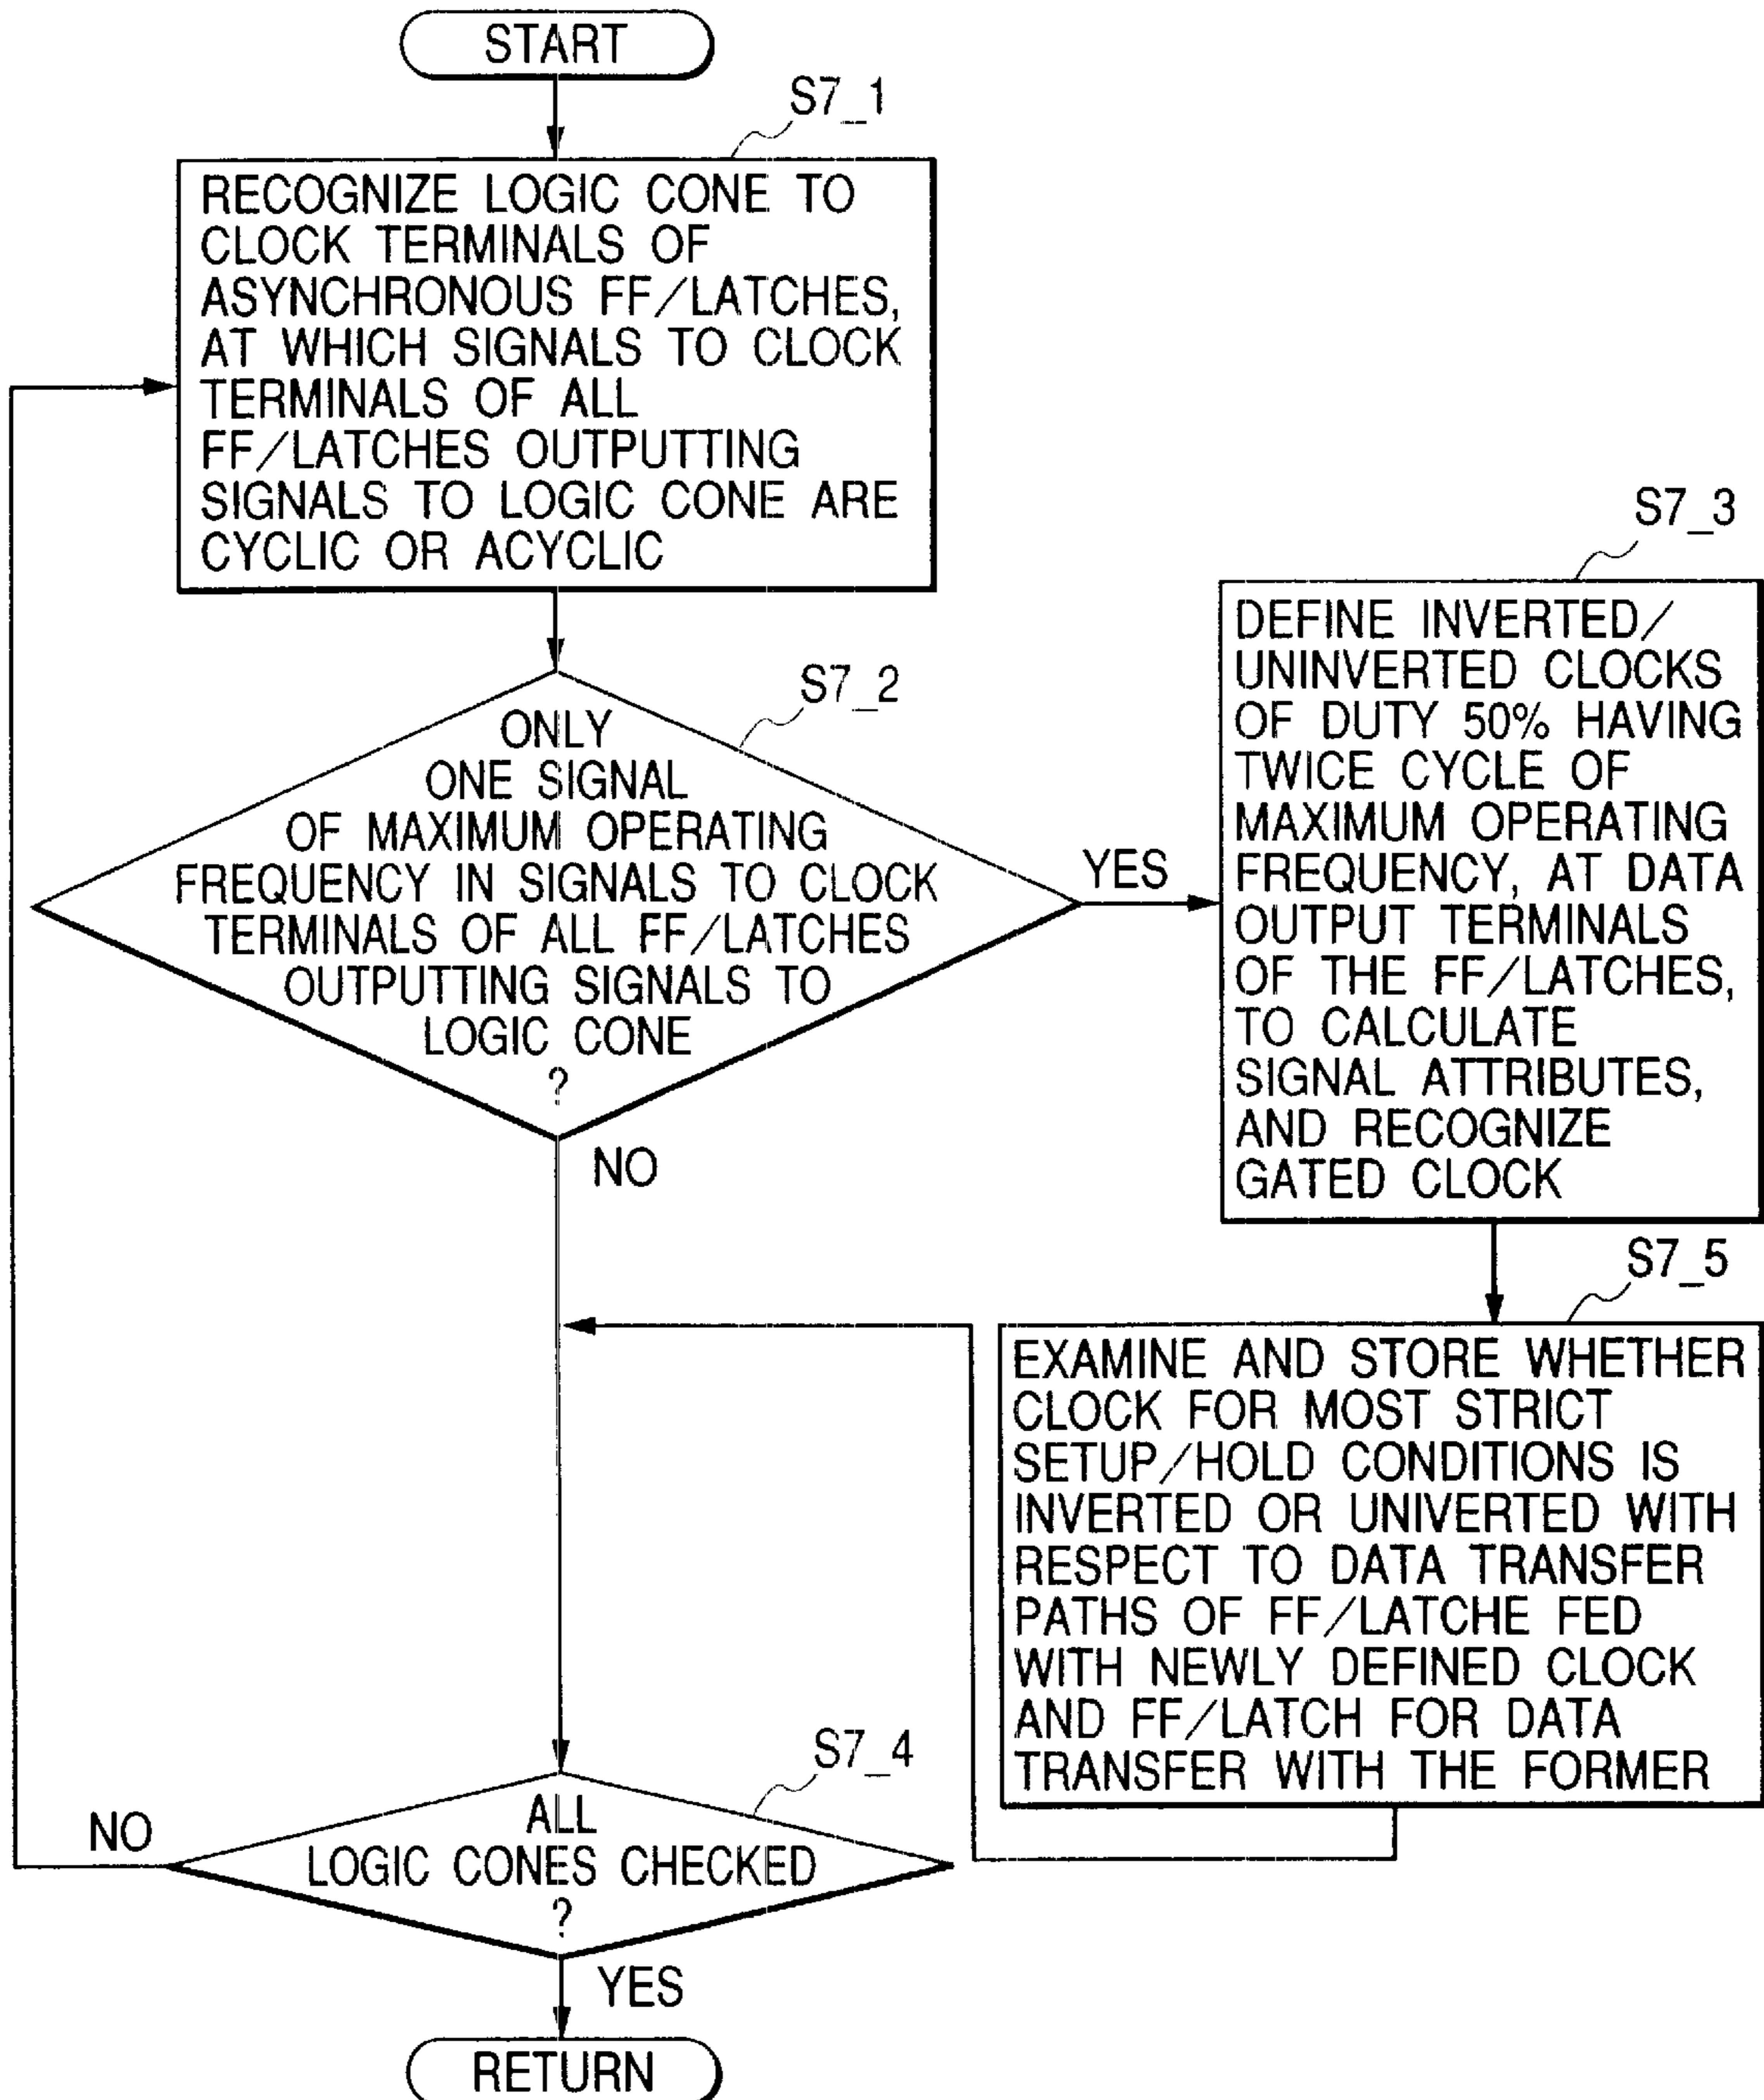 START
S7_1
RECOGNIZE LOGIC CONE TO
CLOCK TERMINALS OF
ASYNCHRONOUS FF/LATCHES,
AT WHICH SIGNALS TO CLOCK
TERMINALS OF ALL
FF/LATCHES OUTPUTTING
SIGNALS TO LOGIC CONE ARE
CYCLIC OR ACYCLIC
S7_2
ONLY
ONE SIGNAL
OF MAXIMUM OPERATING
FREQUENCY IN SIGNALS TO CLOCK
TERMINALS OF ALL FF/LATCHES
OUTPUTTING SIGNALS TO
LOGIC CONE
?
YES
NO
S7_3
DEFINE INVERTED/
UNINVERTED CLOCKS
OF DUTY 50% HAVING
TWICE CYCLE OF
MAXIMUM OPERATING
FREQUENCY, AT DATA
OUTPUT TERMINALS
OF THE FF/LATCHES,
TO CALCULATE
SIGNAL ATTRIBUTES,
AND RECOGNIZE
GATED CLOCK
S7_5
EXAMINE AND STORE WHETHER
CLOCK FOR MOST STRICT
SETUP/HOLD CONDITIONS IS
INVERTED OR UNIVERTED WITH
RESPECT TO DATA TRANSFER
PATHS OF FF/LATCHE FED
WITH NEWLY DEFINED CLOCK
AND FF/LATCH FOR DATA
TRANSFER WITH THE FORMER
S7_4
ALL
LOGIC CONES CHECKED
?
NO
YES
RETURN